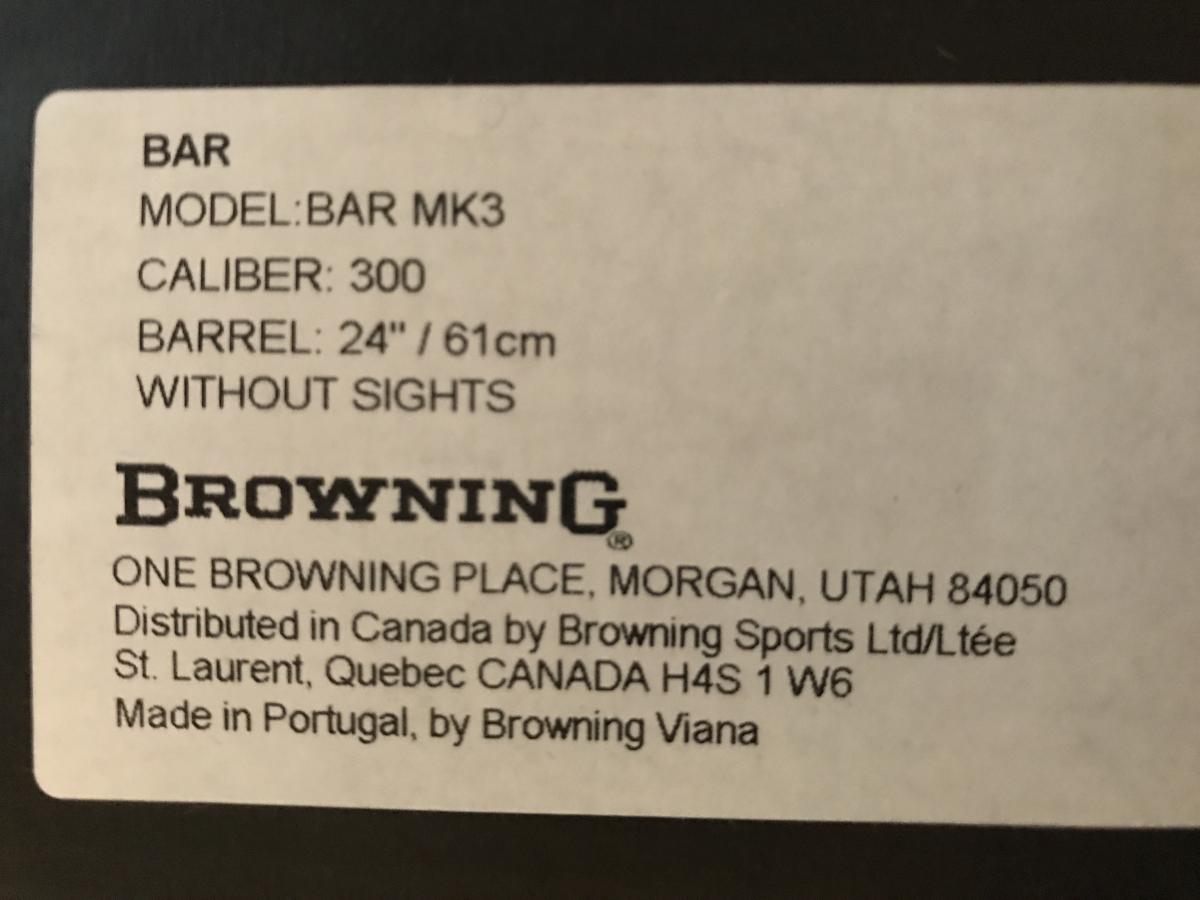 BAR
MODEL:BAR MK3
CALIBER: 300
BARREL: 24" / 61cm
WITHOUT SIGHTS
BROWNING®
ONE BROWNING PLACE, MORGAN, UTAH 84050
Distributed in Canada by Browning Sports Ltd/Ltée
St. Laurent, Quebec CANADA H4S 1 W6
Made in Portugal, by Browning Viana